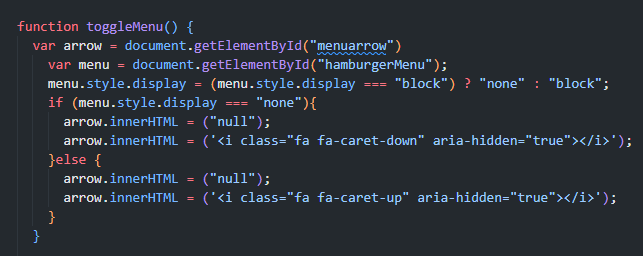 function toggleMenu() {
var arrow = document.getElementById("menuarrow")
var menu = document.getElementById("hamburgerMenu");
menu.style.display = (menu.style.display === "block") ? "none" : "block";
if (menu.style.display === "none"){
arrow.innerHTML = ("null");
arrow.innerHTML = ('<i class="fa fa-caret-down" aria-hidden="true"></i>');
}else {
arrow.innerHTML = ("null");
arrow.innerHTML = ('<i class="fa fa-caret-up" aria-hidden="true"></i>');
}
}